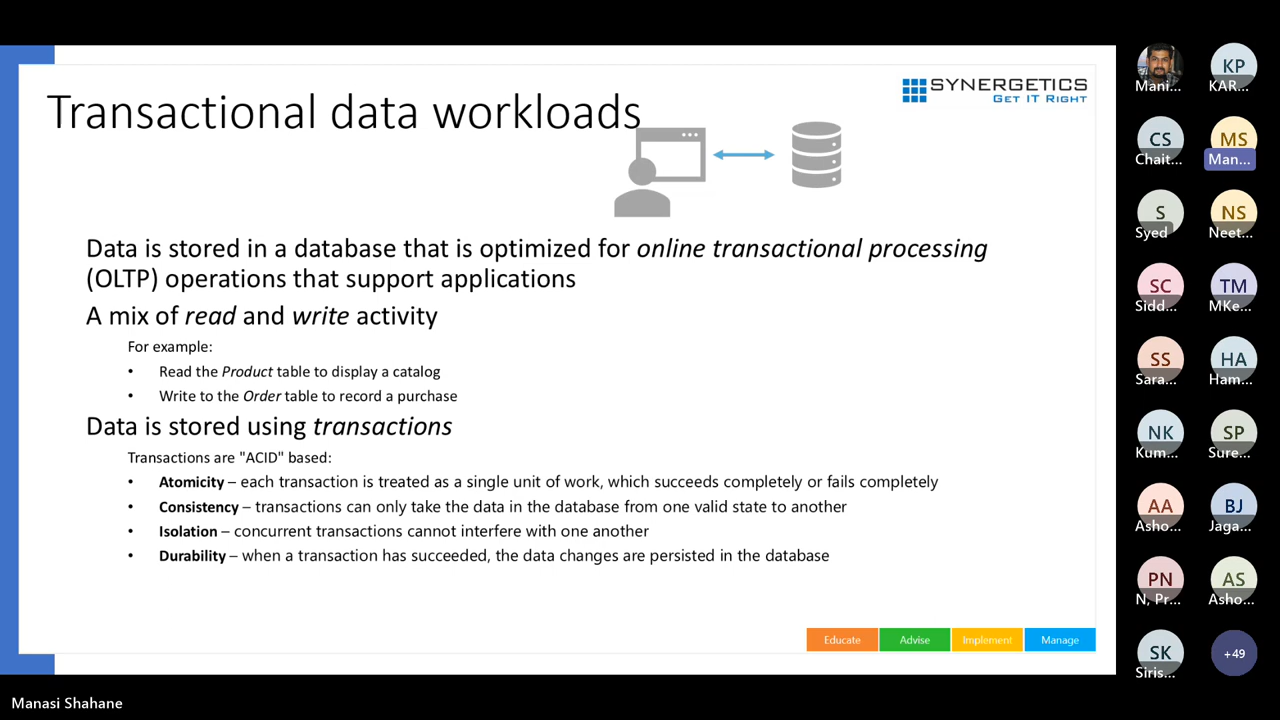 Transactional data workloads
SYNERGETICS
GET IT RIGHT
Data is stored in a database that is optimized for online transactional processing
(OLTP) operations that support applications
A mix of read and write activity
For example:
• Read the Product table to display a catalog
• Write to the Order table to record a purchase
Data is stored using transactions
Transactions are "ACID" based:
• Atomicity – each transaction is treated as a single unit of work, which succeeds completely or fails completely
• Consistency – transactions can only take the data in the database from one valid state to another
• Isolation – concurrent transactions cannot interfere with one another
• Durability – when a transaction has succeeded, the data changes are persisted in the database
Educate Advise Implement Manage
Manasi Shahane
Mani...
KP
KAR...
CS
Chait...
MS
Man...
S
Syed
NS
Neet...
SC
Sidd...
TM
MKe...
SS
Sara...
HA
Ham...
NK
Kum...
SP
Sure...
AA
Asho...
BJ
Jaga...
PN
N, Pr...
AS
Asho...
SK
Siris...
+49